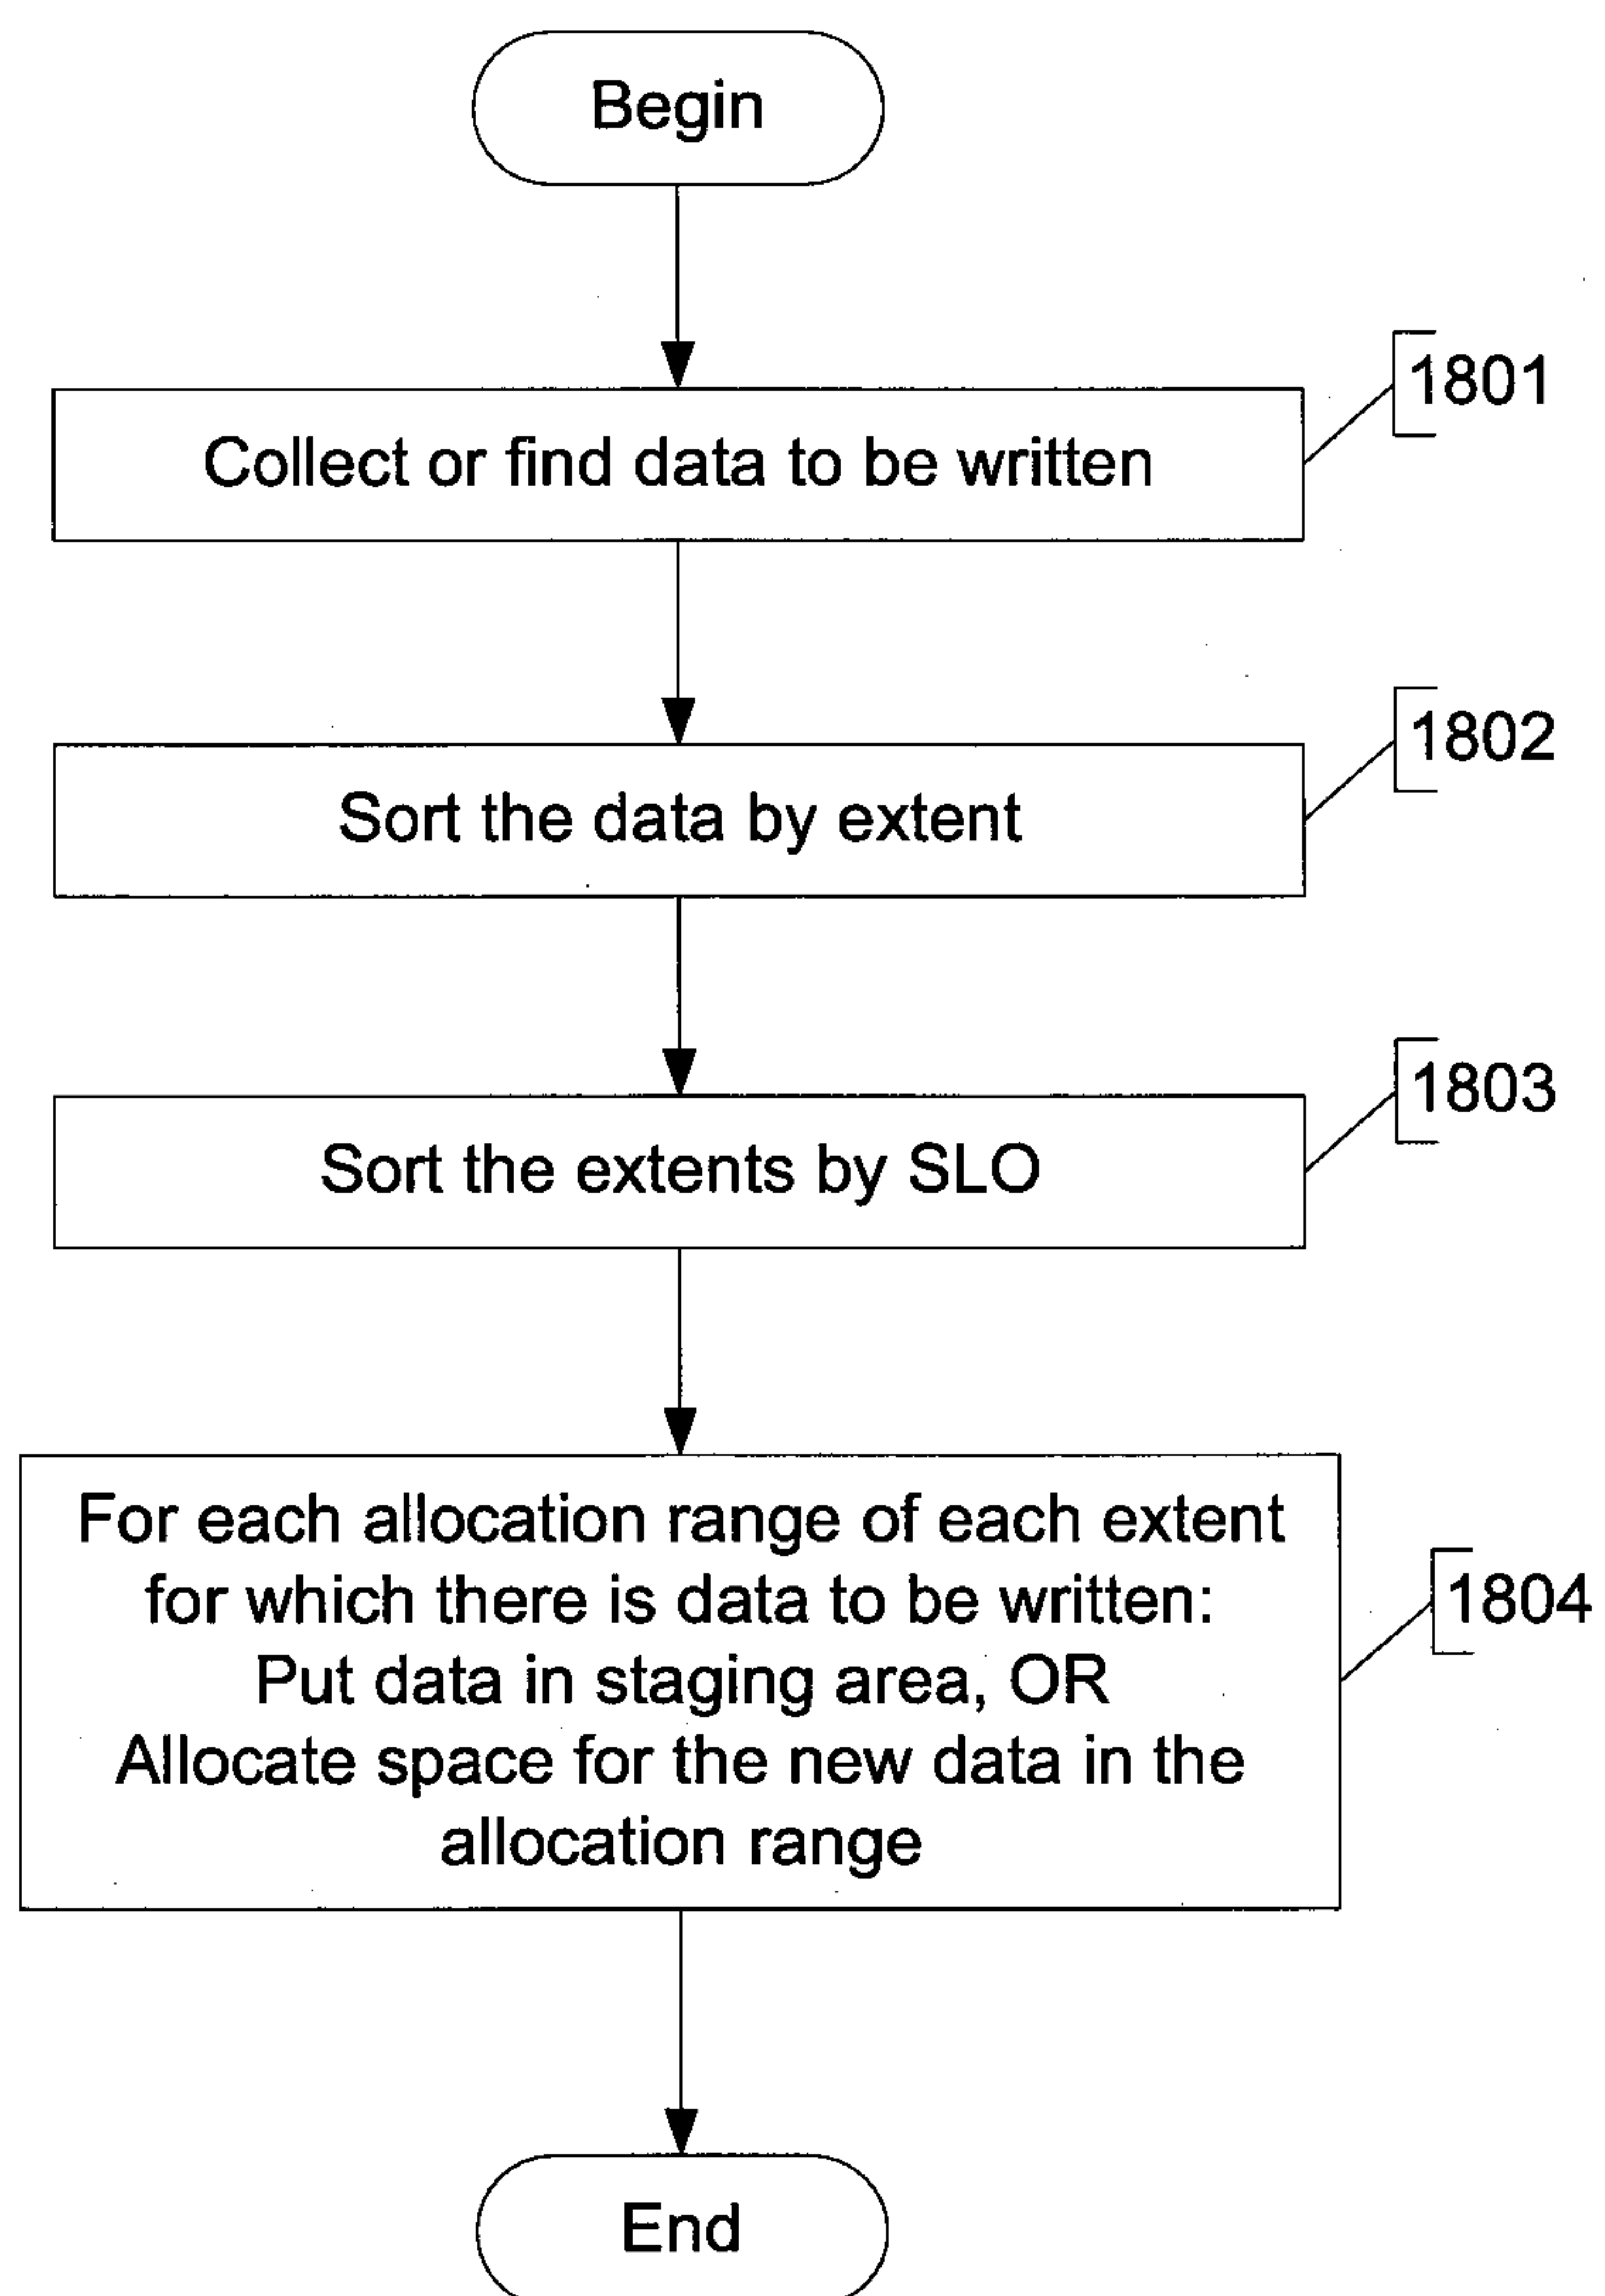 Begin
Collect or find data to be written
1801
Sort the data by extent
1802
Sort the extents by SLO
1803
For each allocation range of each extent
for which there is data to be written:
Put data in staging area, OR
Allocate space for the new data in the
allocation range
1804
End